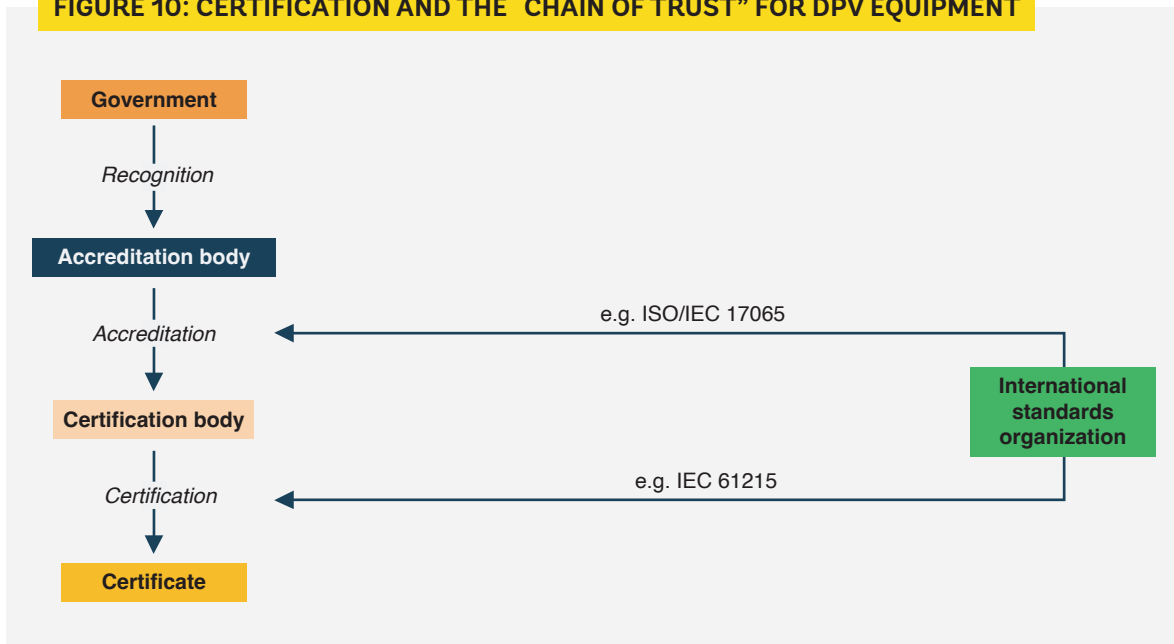 FIGURE 10: CERTIFICATION AND THE “CHAIN OF TRUST” FOR DPV EQUIPMENT
Government
Recognition
Accreditation body
e.g. ISO/IEC 17065
Accreditation
International
standards
organization
Certification body
e.g. IEC 61215
Certification
Certificate